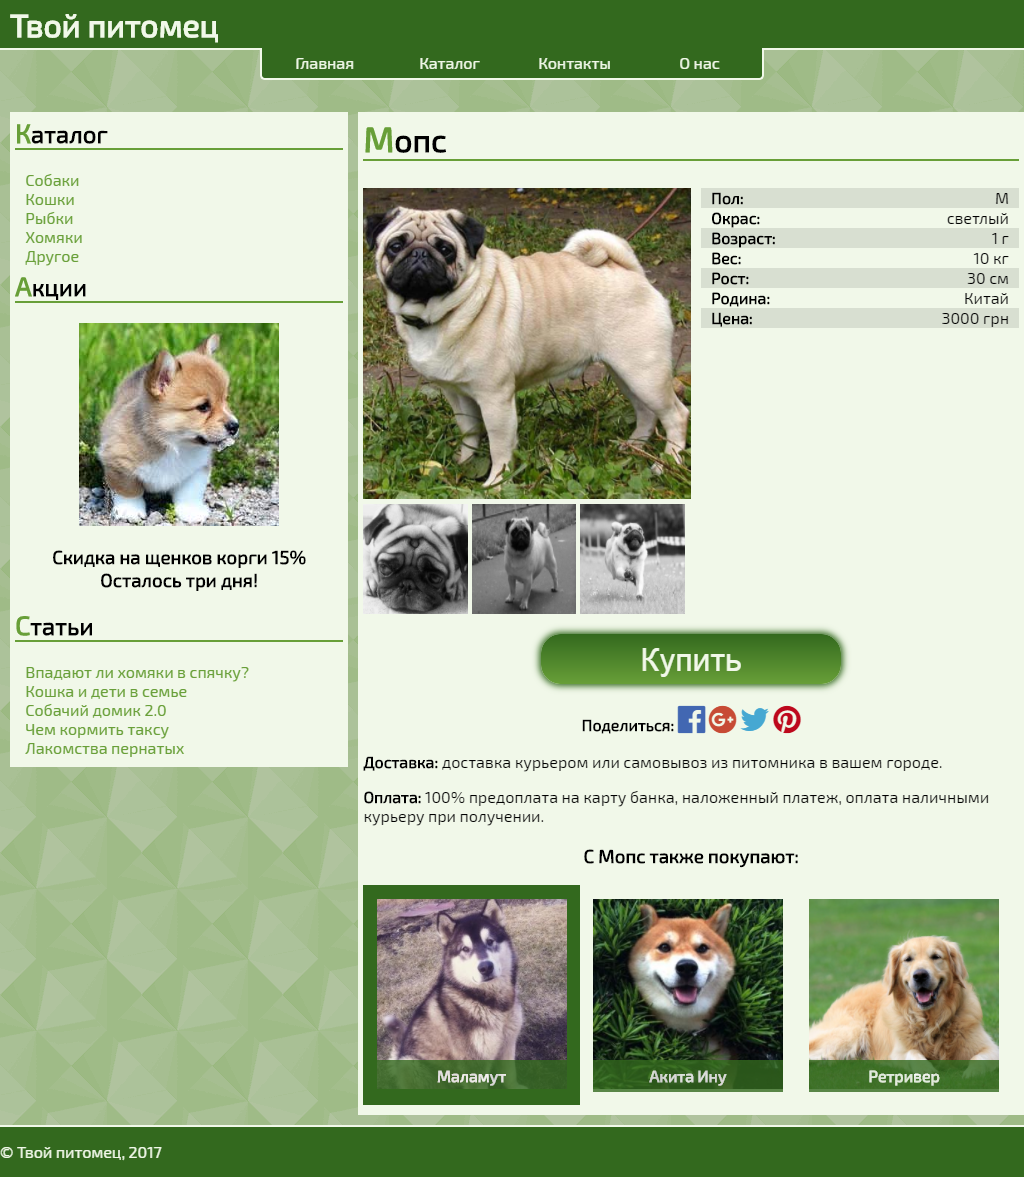 Твой питомец
Главная Каталог Контакты О нас
Каталог
Собаки
Кошки
Рыбки
Хомяки
Другое
Акции
Скидка на щенков корги 15%
Осталось три дня!
Статьи
Впадают ли хомяки в спячку?
Кошка и дети в семье
Собачий домик 2.0
Чем кормить таксу
Лакомства пернатых
Мопс
Пол: М
Окрас: светлый
Возраст: 1 г
Вес: 10 кг
Рост: 30 см
Родина: Китай
Цена: 3000 грн
Купить
Поделиться:
Доставка: доставка курьером или самовывоз из питомника в вашем городе.
Оплата: 100% предоплата на карту банка, наложенный платеж, оплата наличными
курьеру при получении.
С Мопс также покупают:
Маламут Акита Ину Ретривер
© Твой питомец, 2017